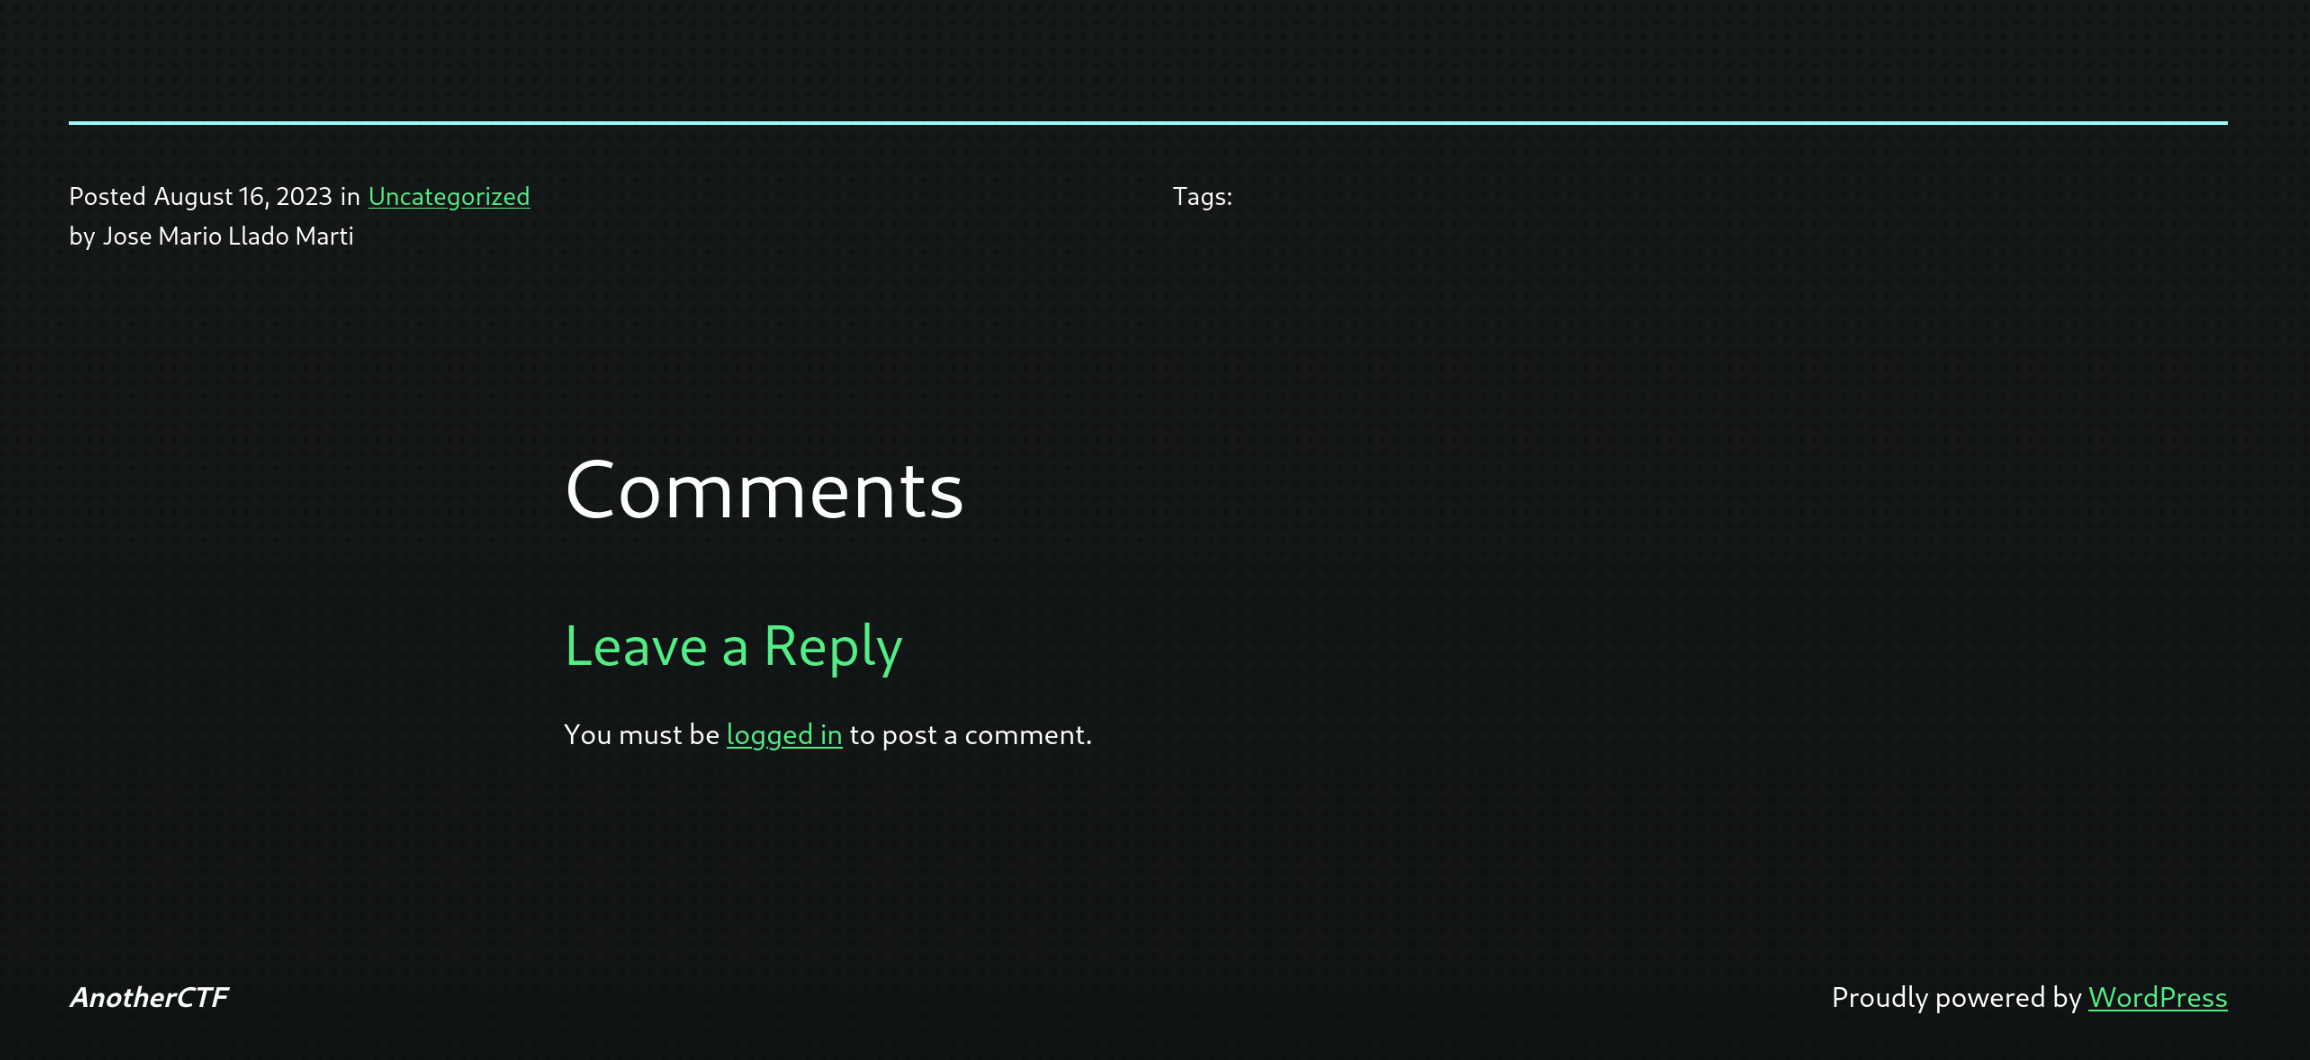 Posted August 16, 2023 in Uncategorized
by Jose Mario Llado Marti
Tags:
Comments
Leave a Reply
You must be logged in to post a comment.
AnotherCTF
Proudly powered by WordPress